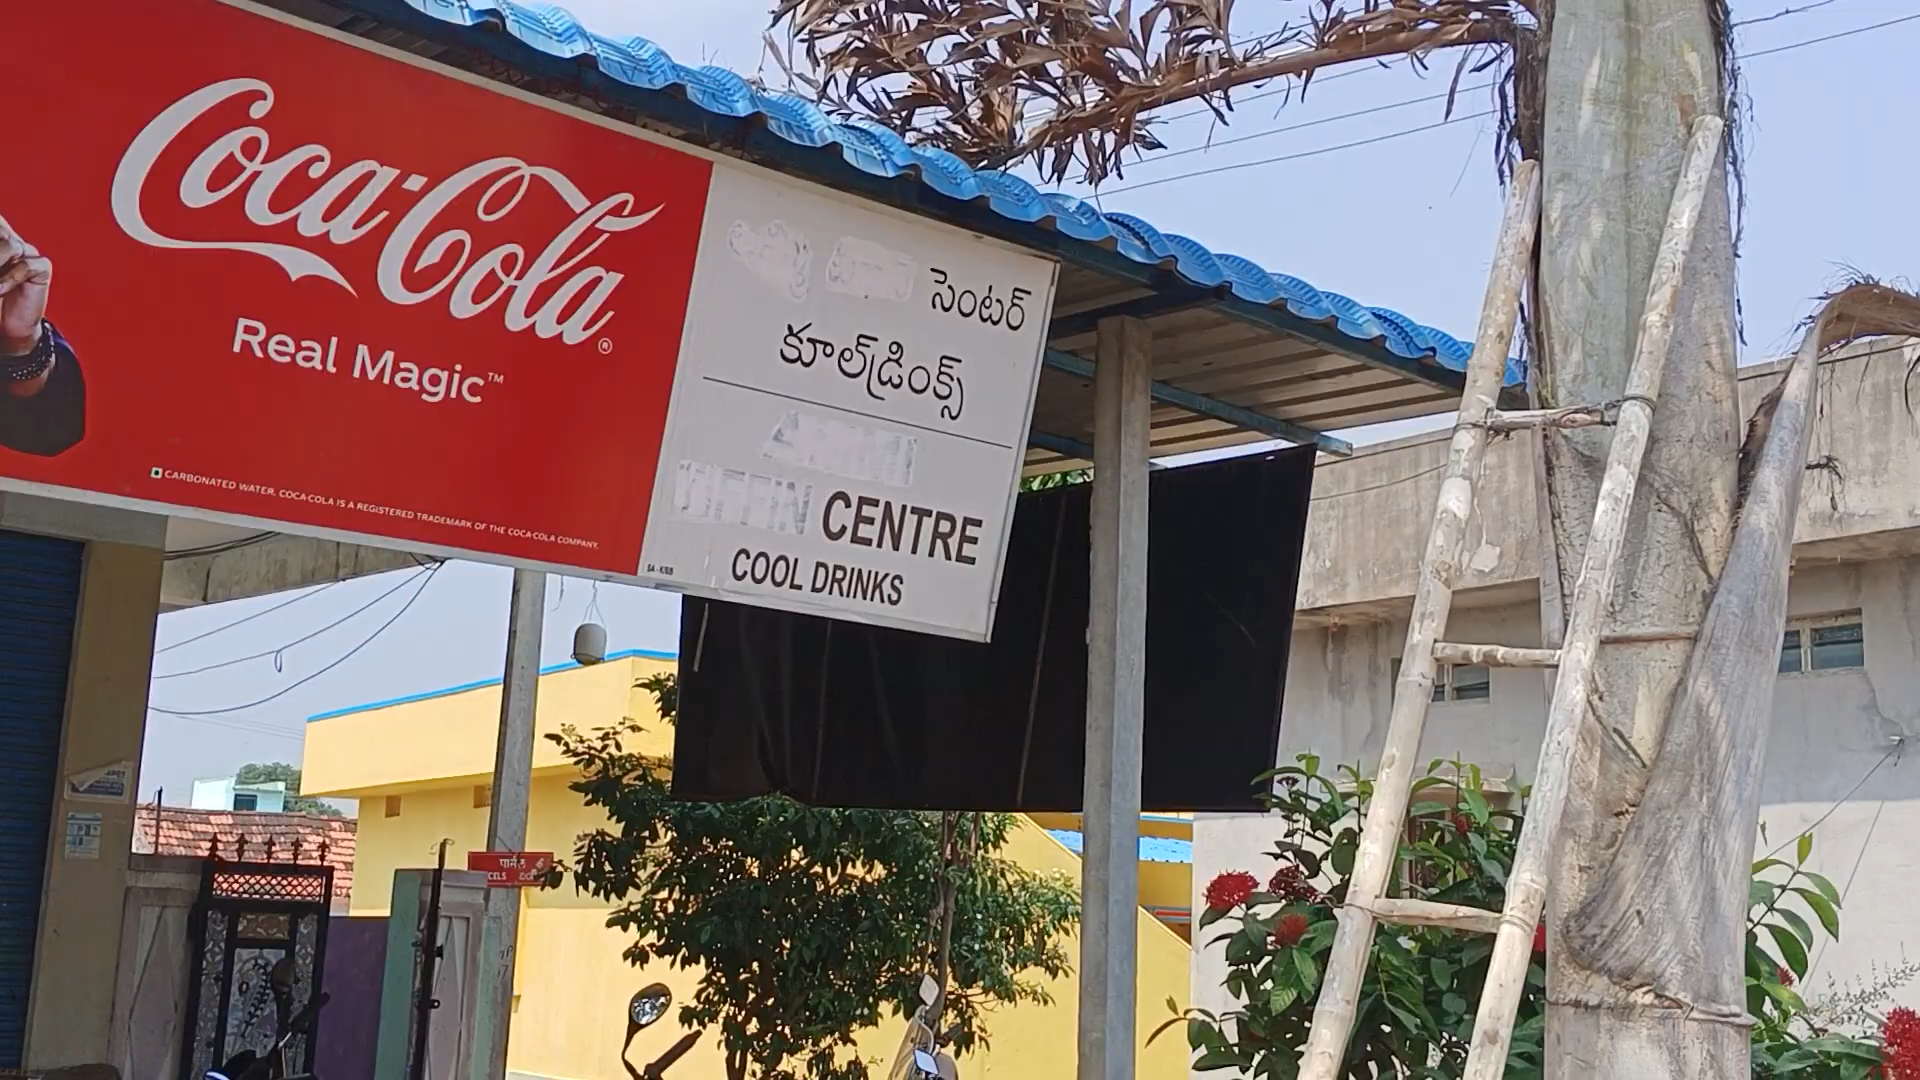 Coca-Cola®
Real Magic™
CARBONATED WATER. COCA-COLA IS A REGISTERED TRADEMARK OF THE COCA-COLA COMPANY.
సెంటర్
కూల్‌డ్రింక్స్
CENTRE
COOL DRINKS